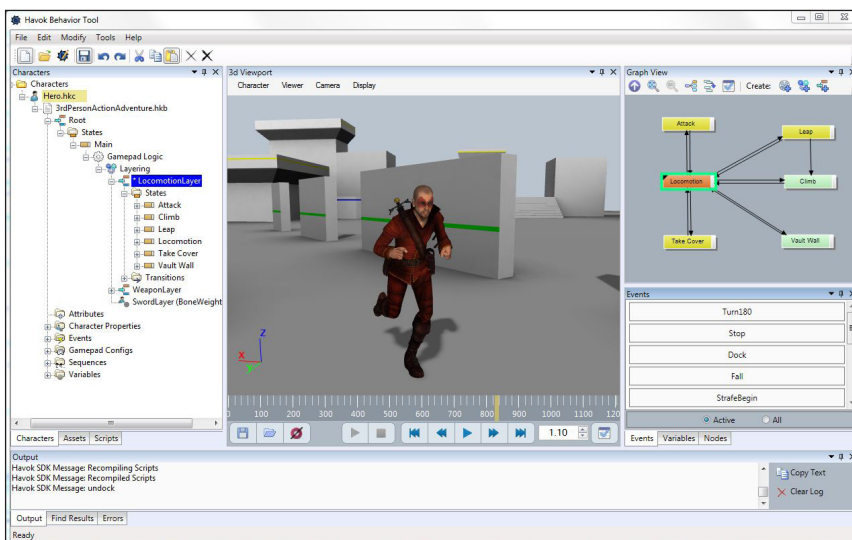 Havok Behavior Tool
File Edit Modify Tools Help
Characters
Characters
Hero.hkc
3rdPersonActionAdventure.hkb
Root
States
Main
Gamepad Logic
Layering
* LocomotionLayer
States
Attack
Climb
Leap
Locomotion
Take Cover
Vault Wall
Transitions
WeaponLayer
SwordLayer (BoneWeight
Attributes
Character Properties
Events
Gamepad Configs
Sequences
Variables
Characters Assets Scripts
3d Viewport
Character Viewer Camera Display
Z
X
Y
0 100 200 300 400 500 600 700 800 900 1000 1100 120
1.10
Graph View
Create:
Attack
Leap
Locomotion
Climb
Take Cover
Vault Wall
Events
Turn180
Stop
Dock
Fall
StrafeBegin
Active All
Events Variables Nodes
Output
Havok SDK Message: Recompiling Scripts
Havok SDK Message: Recompiled Scripts
Havok SDK Message: undock
Copy Text
Clear Log
Output Find Results Errors
Ready